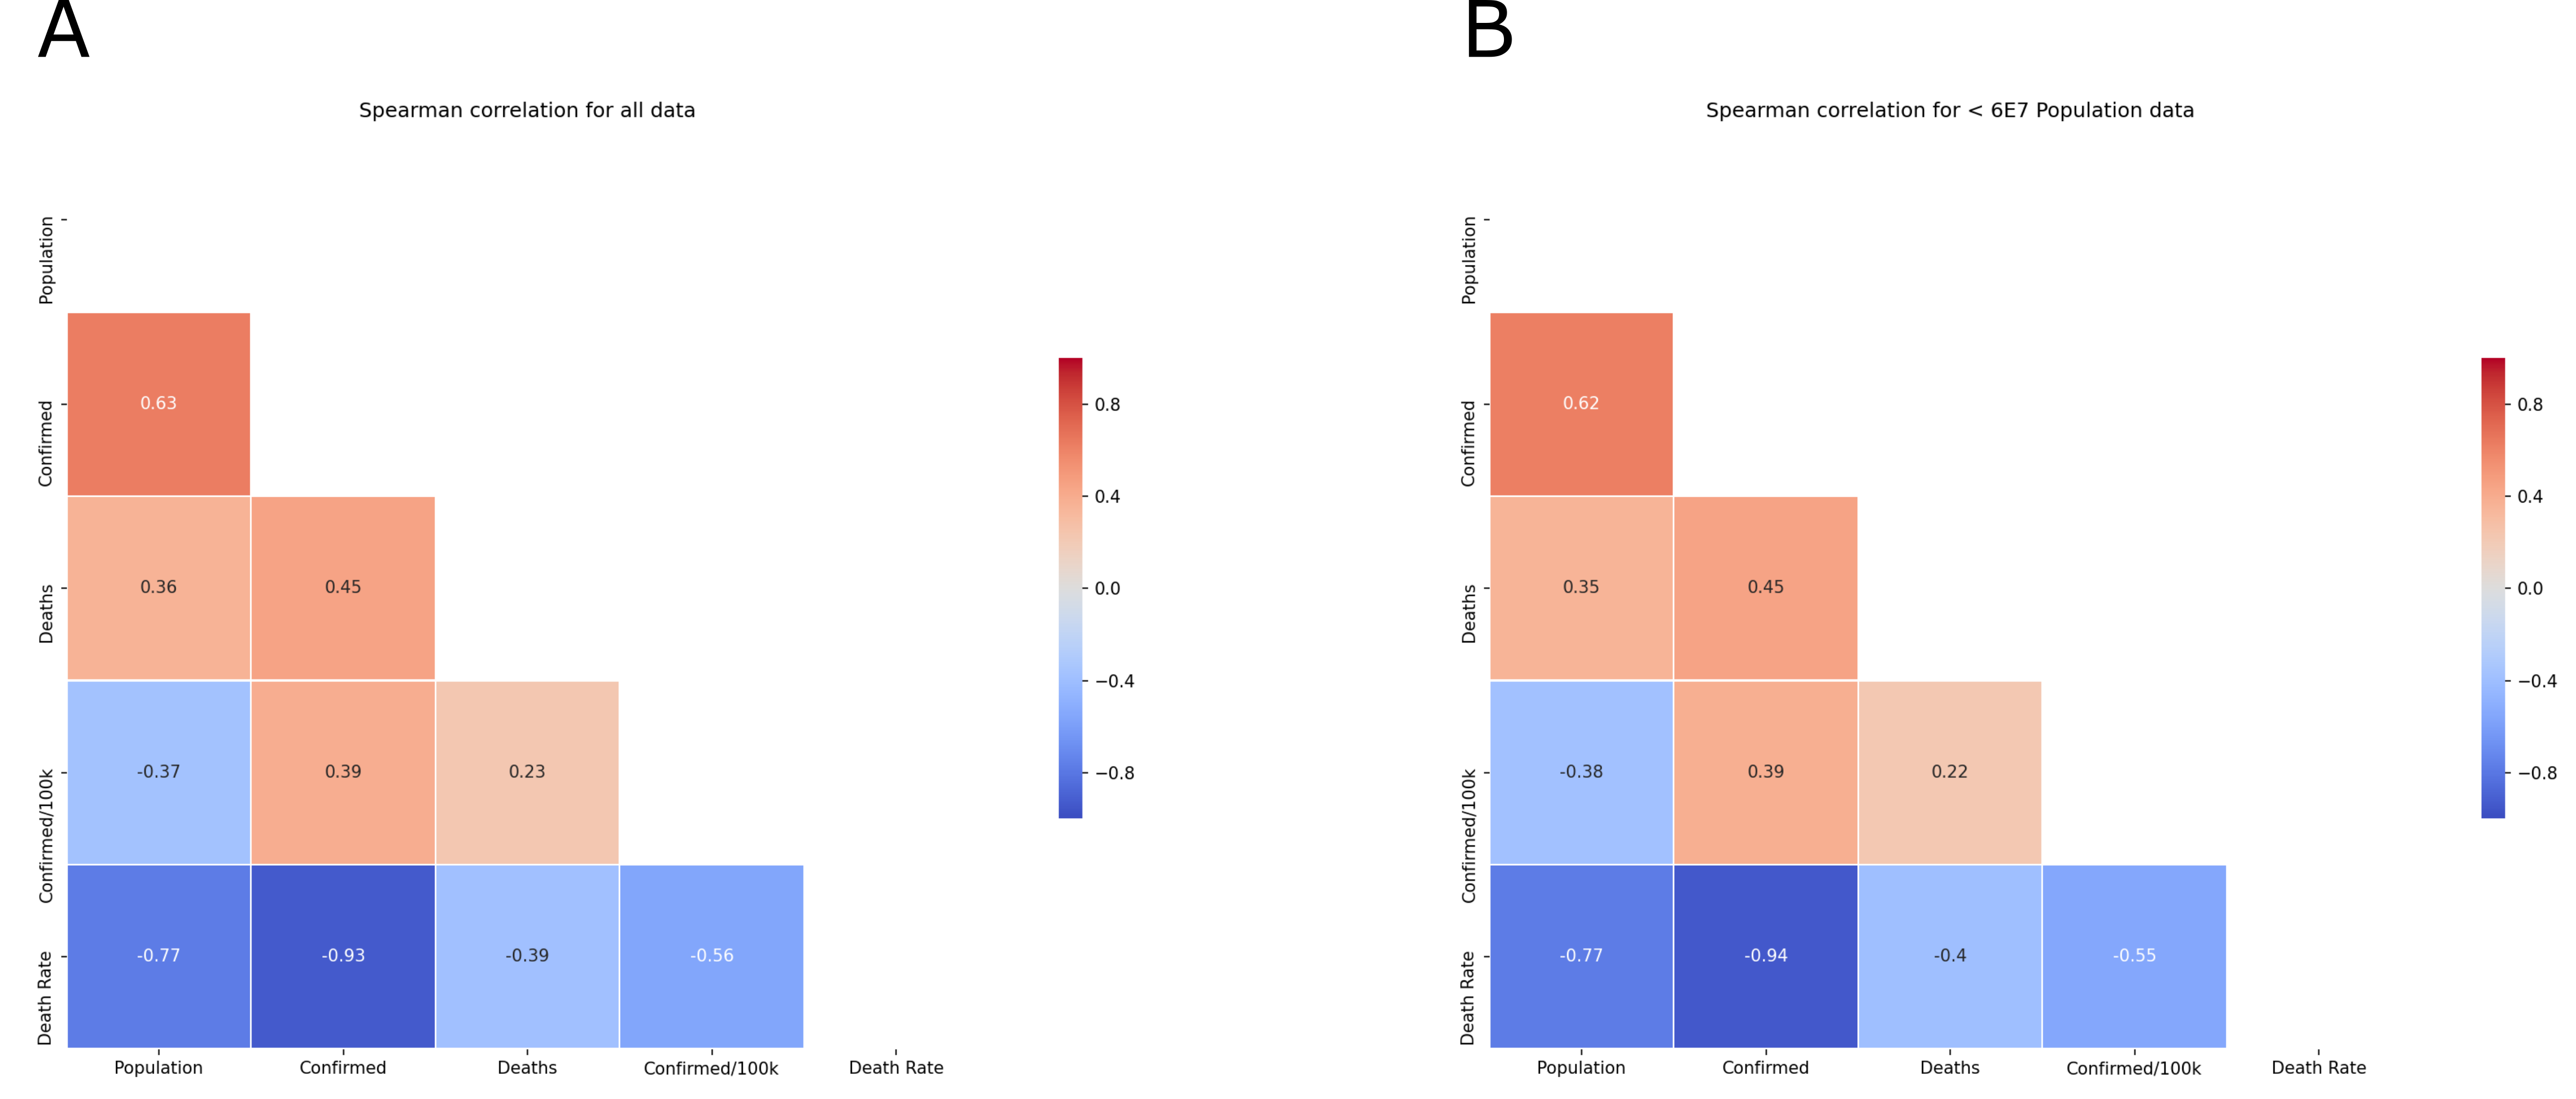 A
Spearman correlation for all data
Population
Confirmed
Deaths
Confirmed/100k
Death Rate
0.63
0.36 0.45
-0.37 0.39 0.23
-0.77 -0.93 -0.39 -0.56
Population Confirmed Deaths Confirmed/100k Death Rate
0.8
0.4
0.0
−0.4
−0.8
B
Spearman correlation for < 6E7 Population data
Population
Confirmed
Deaths
Confirmed/100k
Death Rate
0.62
0.35 0.45
-0.38 0.39 0.22
-0.77 -0.94 -0.4 -0.55
Population Confirmed Deaths Confirmed/100k Death Rate
0.8
0.4
0.0
−0.4
−0.8